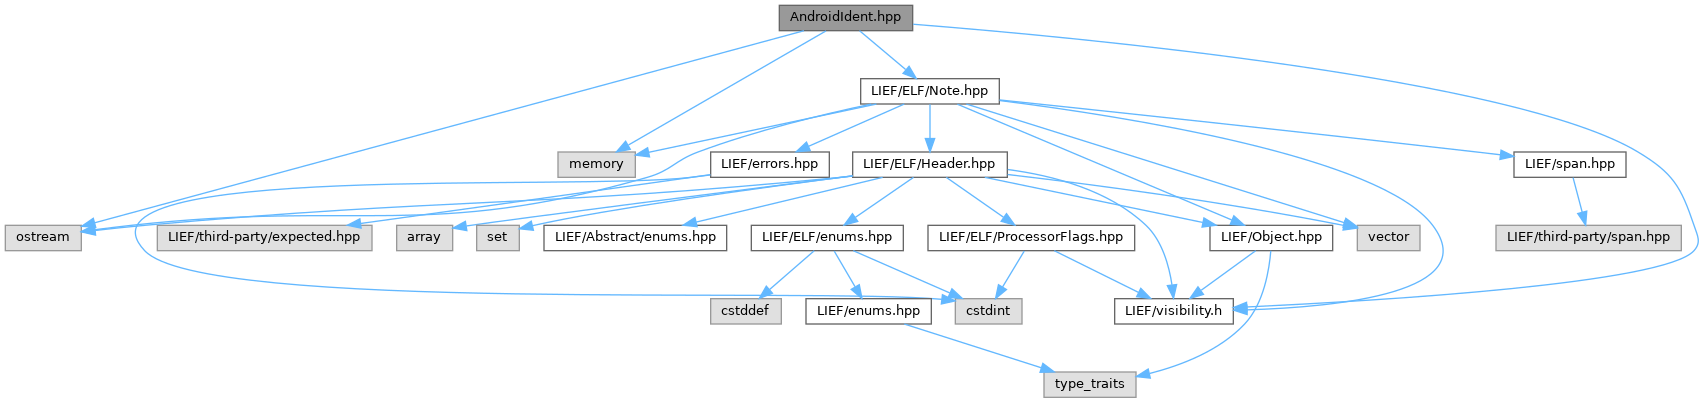 AndroidIdent.hpp
LIEF/ELF/Note.hpp
memory
LIEF/errors.hpp
LIEF/ELF/Header.hpp
LIEF/span.hpp
ostream
LIEF/third-party/expected.hpp
array
set
LIEF/Abstract/enums.hpp
LIEF/ELF/enums.hpp
LIEF/ELF/ProcessorFlags.hpp
LIEF/Object.hpp
vector
LIEF/third-party/span.hpp
cstddef
LIEF/enums.hpp
cstdint
LIEF/visibility.h
type_traits